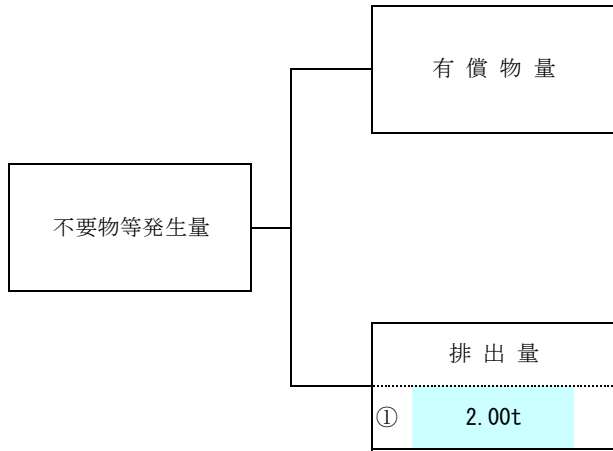 有 償 物 量
不要物等発生量
排 出 量
① 2.00t